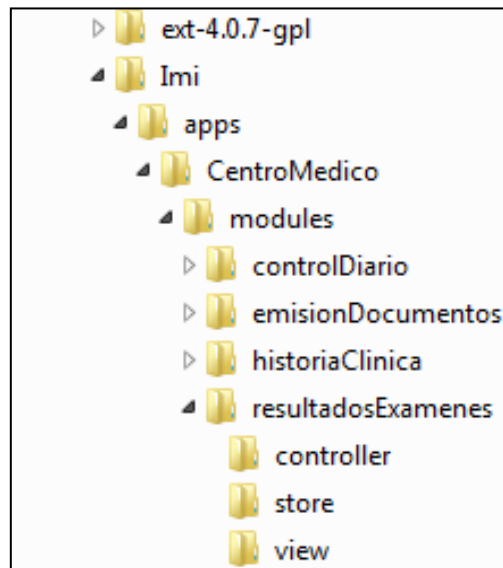 ext-4.0.7-gpl
Imi
apps
CentroMedico
modules
controlDiario
emisionDocumentos
historiaClinica
resultadosExamenes
controller
store
view